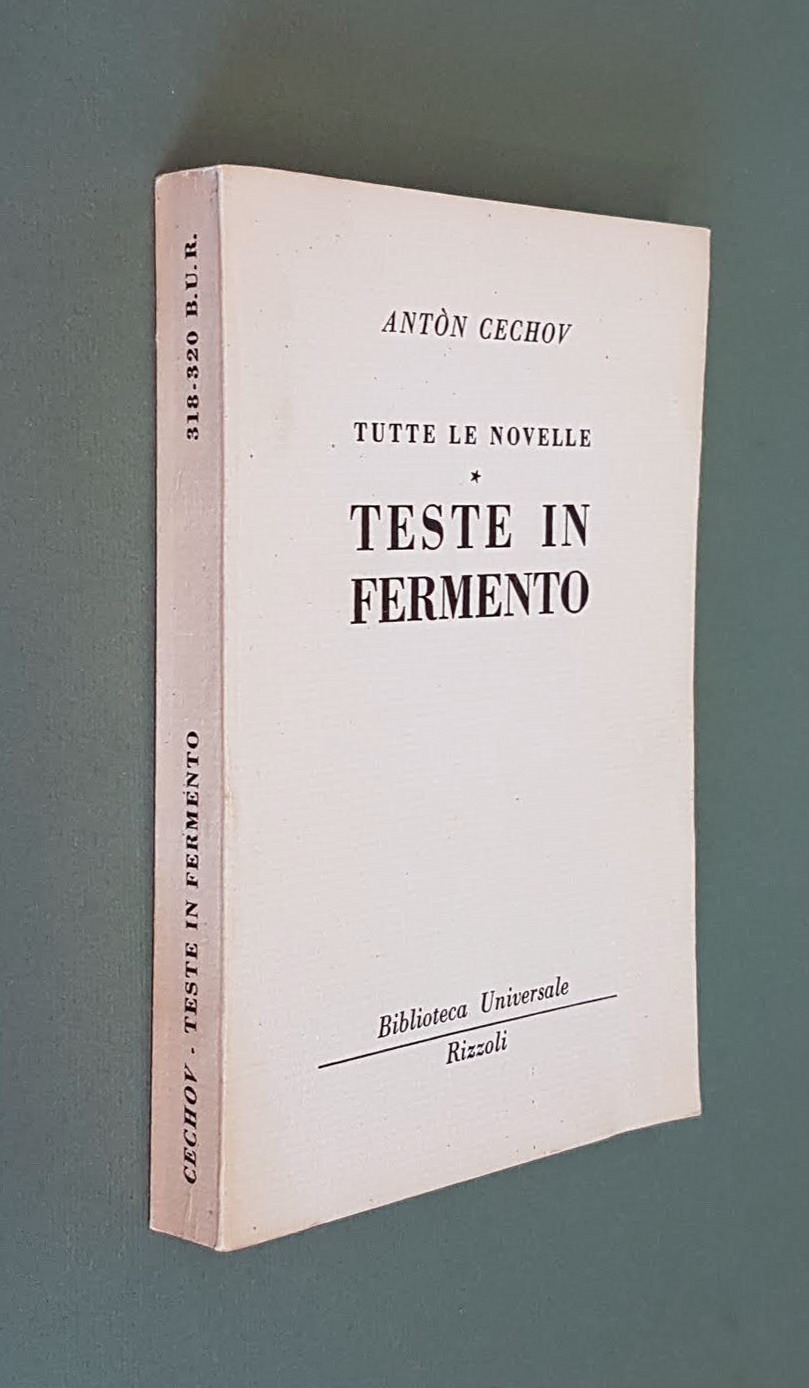 ANTÒN CECHOV
TUTTE LE NOVELLE
*
TESTE IN
FERMENTO
Biblioteca Universale
Rizzoli
CECHOV - TESTE IN FERMENTO
318-320 B.U.R.